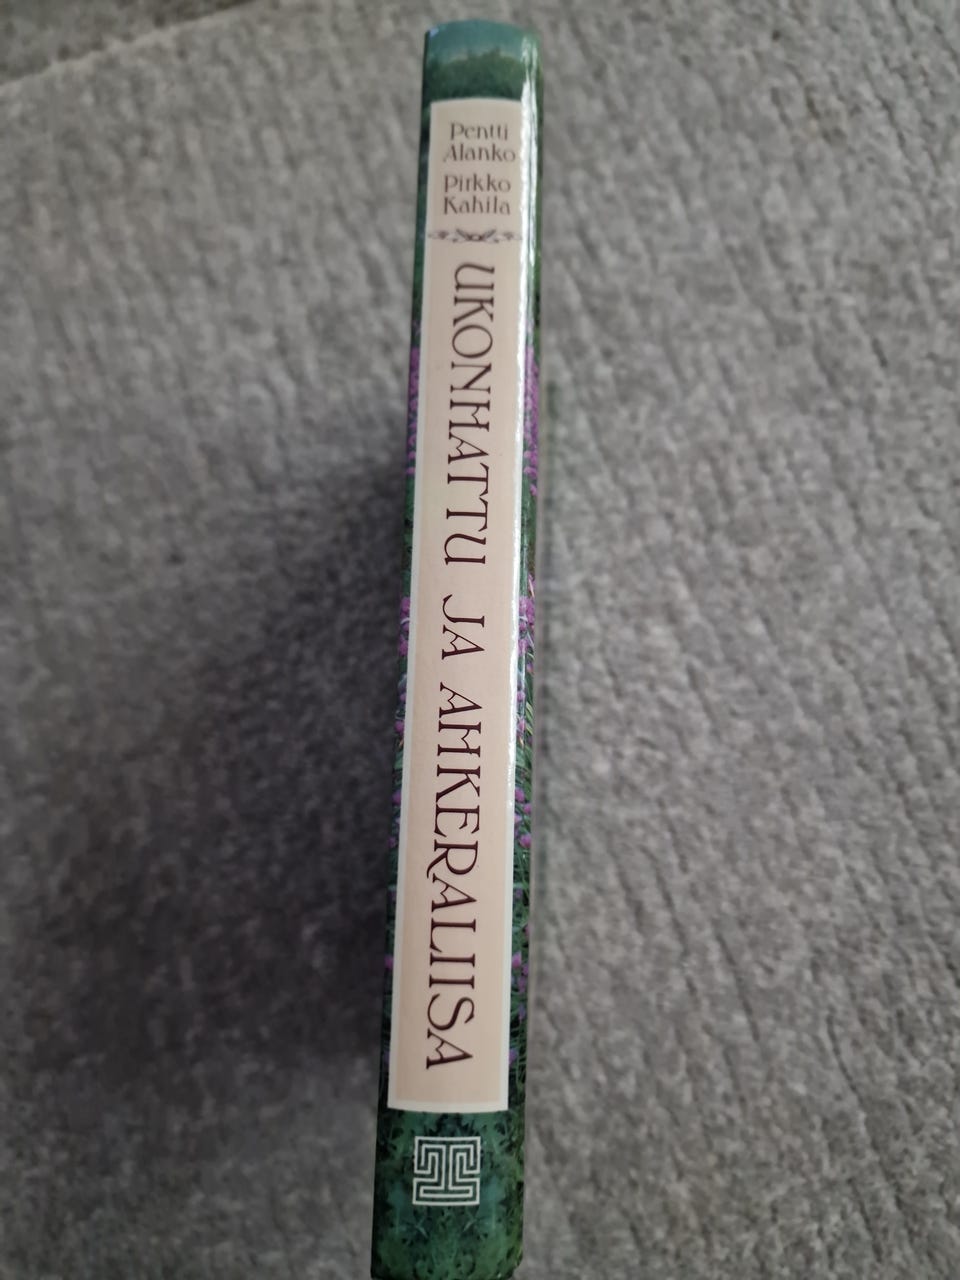 Pentti
Alanko
Pirkko
Kahila
UKONHATTU JA AHKERALIISA